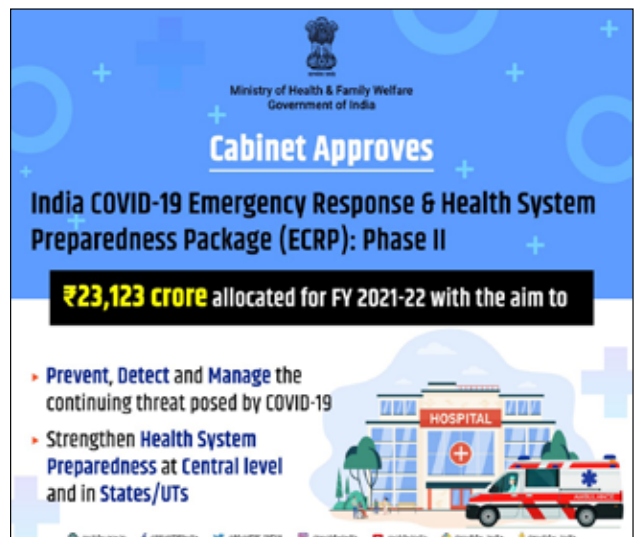 Ministry of Health & Family Welfare
Government of India
Cabinet Approves
India COVID-19 Emergency Response & Health System
Preparedness Package (ECRP): Phase II
₹23,123 crore allocated for FY 2021-22 with the aim to
▸ Prevent, Detect and Manage the
continuing threat posed by COVID-19
▸ Strengthen Health System
Preparedness at Central level
and in States/UTs
HOSPITAL
AMBULANCE